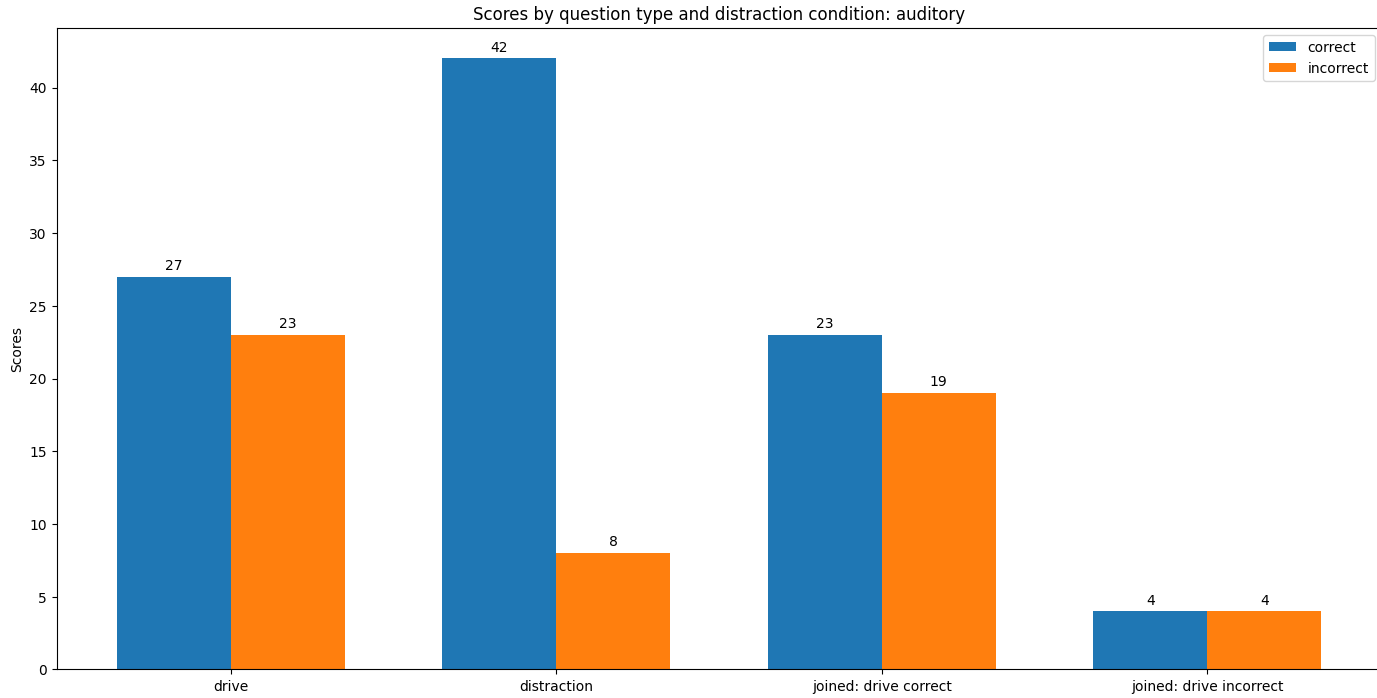 Scores by question type and distraction condition: auditory
correct
incorrect
Scores
40
35
30
25
20
15
10
5
0
27
23
42
8
23
19
4
4
drive
distraction
joined: drive correct
joined: drive incorrect